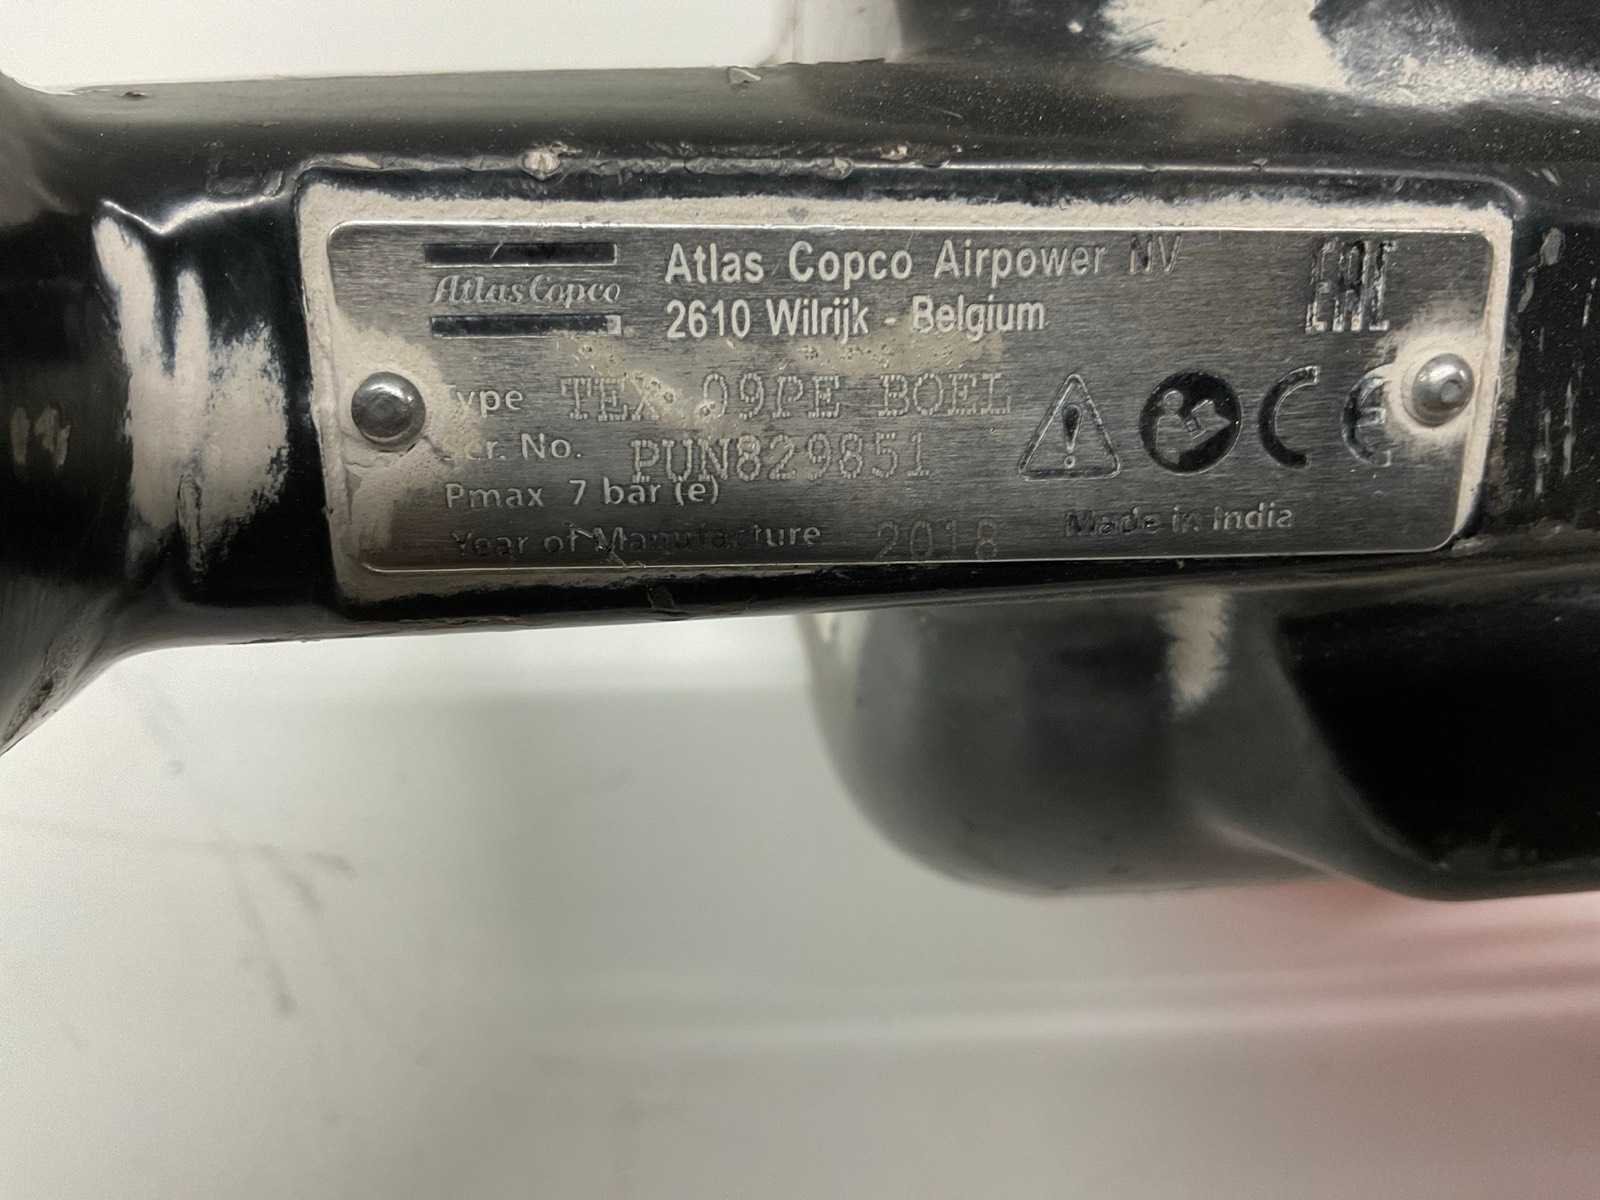 Atlas Copco
Atlas Copco Airpower NV
2610 Wilrijk - Belgium
EAC
Type TEX 09PE BOEL
Ser. No. PUN829851
Pmax 7 bar (e)
Year of Manufacture 2018
Made in India
CE